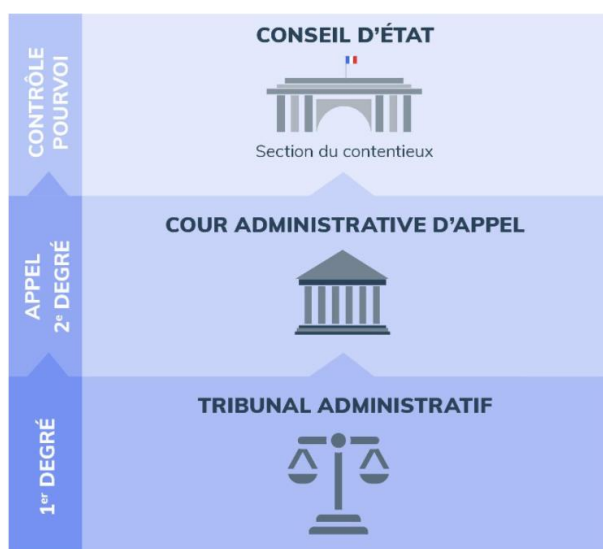 CONTRÔLE
POURVOI
CONSEIL D'ÉTAT
Section du contentieux
APPEL
2e DEGRÉ
COUR ADMINISTRATIVE D'APPEL
1er DEGRÉ
TRIBUNAL ADMINISTRATIF